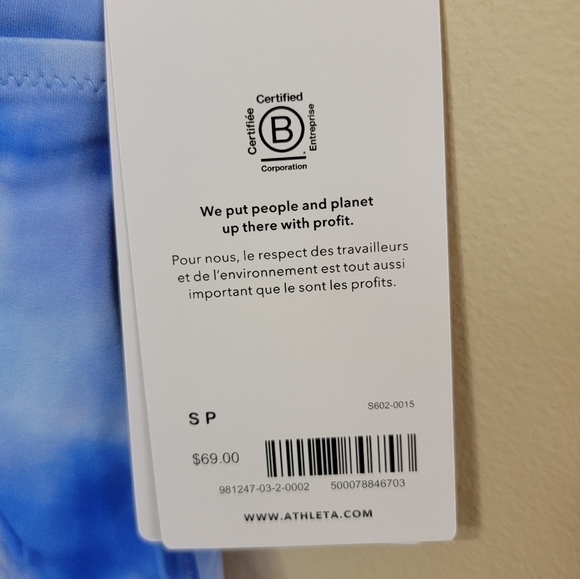 Certified
Certifiée
B
Entreprise
Corporation
We put people and planet
up there with profit.
Pour nous, le respect des travailleurs
et de l'environnement est tout aussi
important que le sont les profits.
S P
S602-0015
$69.00
981247-03-2-0002 500078846703
WWW.ATHLETA.COM